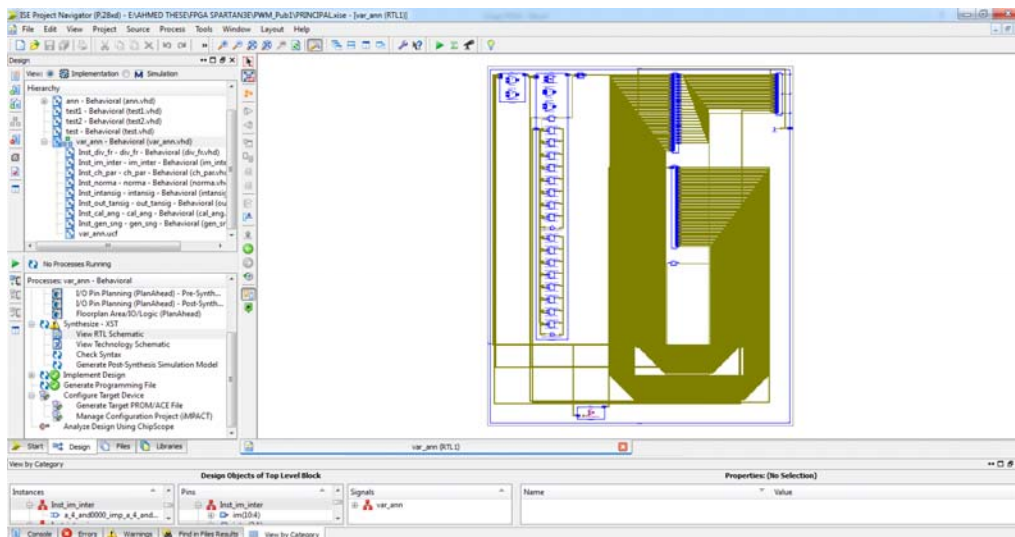 ISE Project Navigator (P.28xd) - E:\AHMED THESE\FPGA SPARTAN3E\PWM_Pub1\PRINCIPAL.xise - [var_ann (RTL1)]
File Edit View Project Source Process Tools Window Layout Help
Design
View: Implementation Simulation
Hierarchy
ann - Behavioral (ann.vhd)
test1 - Behavioral (test1.vhd)
test2 - Behavioral (test2.vhd)
test - Behavioral (test.vhd)
var_ann - Behavioral (var_ann.vhd)
Inst_div_fr - div_fr - Behavioral (div_fr.vhd)
Inst_im_inter - im_inter - Behavioral (im_inte
Inst_ch_par - ch_par - Behavioral (ch_par.vhc
Inst_norma - norma - Behavioral (norma.vh
Inst_intansig - intansig - Behavioral (intansig
Inst_out_tansig - out_tansig - Behavioral (ou
Inst_cal_ang - cal_ang - Behavioral (cal_ang.
Inst_gen_sng - gen_sng - Behavioral (gen_sr
var_ann.ucf
No Processes Running
Processes: var_ann - Behavioral
I/O Pin Planning (PlanAhead) - Pre-Synth...
I/O Pin Planning (PlanAhead) - Post-Synth...
Floorplan Area/IO/Logic (PlanAhead)
Synthesize - XST
View RTL Schematic
View Technology Schematic
Check Syntax
Generate Post-Synthesis Simulation Model
Implement Design
Generate Programming File
Configure Target Device
Generate Target PROM/ACE File
Manage Configuration Project (iMPACT)
Analyze Design Using ChipScope
Start Design Files Libraries
var_ann (RTL1)
View by Category
Design Objects of Top Level Block Properties: (No Selection)
Instances Pins Signals Name Value
Inst_im_inter Inst_im_inter var_ann
a_4_and0000_imp_a_4_and... im(10:4)
Console Errors Warnings Find in Files Results View by Category